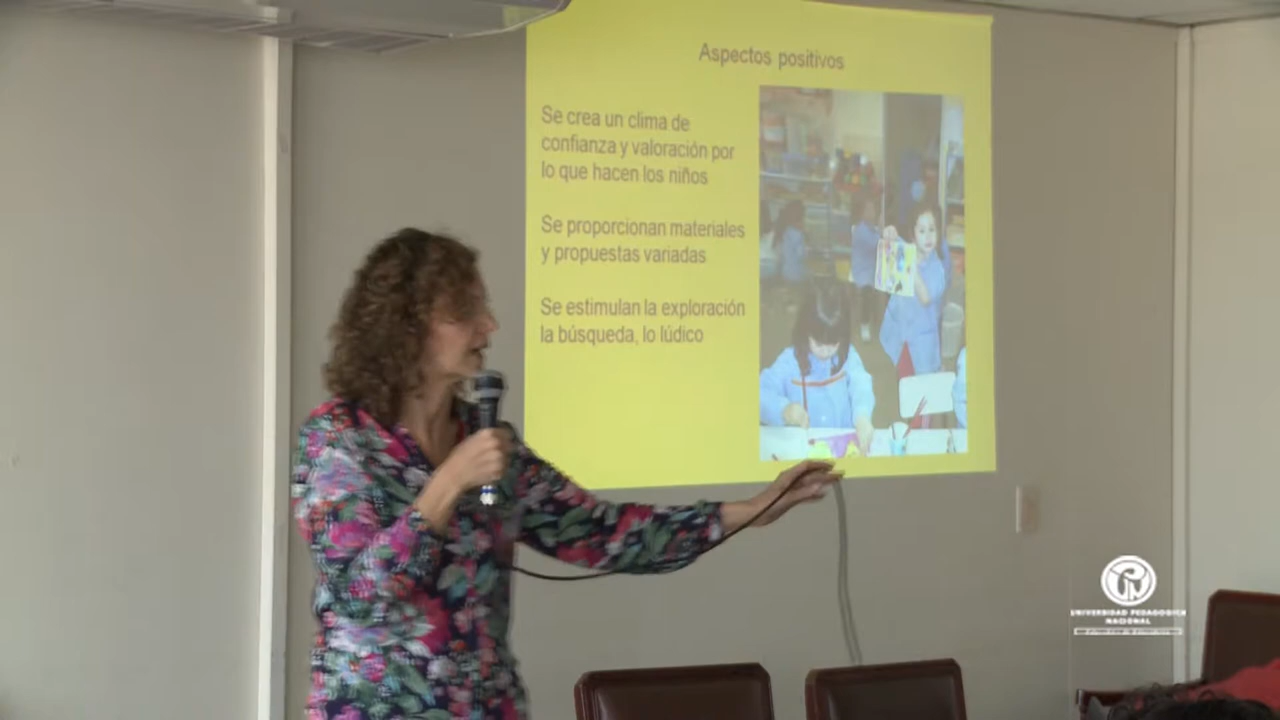 Aspectos positivos
Se crea un clima de
confianza y valoración por
lo que hacen los niños
Se proporcionan materiales
y propuestas variadas
Se estimulan la exploración
la búsqueda, lo lúdico
UNIVERSIDAD PEDAGOGICA
NACIONAL